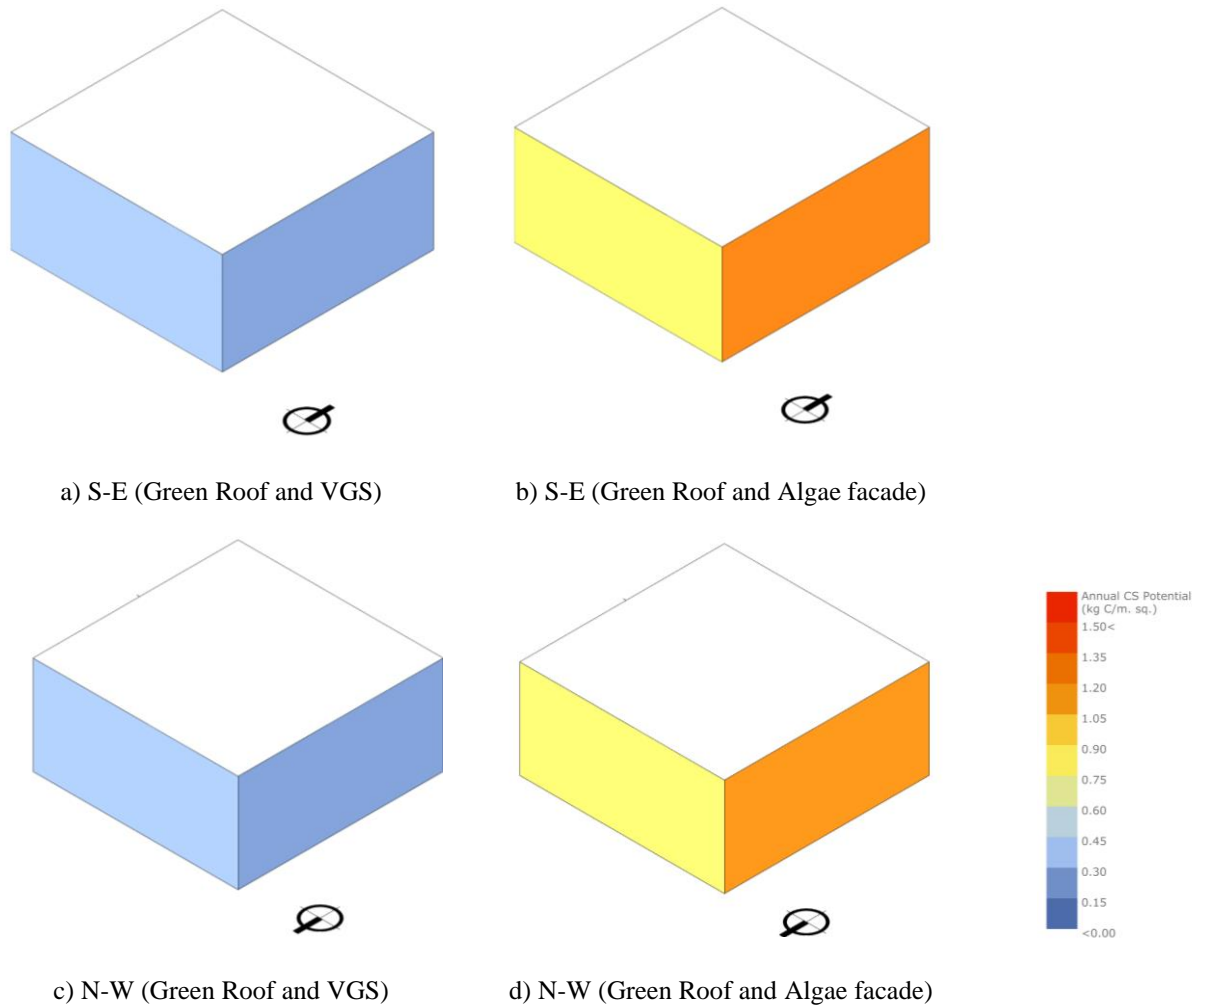 a) S-E (Green Roof and VGS)
b) S-E (Green Roof and Algae facade)
Annual CS Potential
(kg C/m. sq.)
1.50<
1.35
1.20
1.05
0.90
0.75
0.60
0.45
0.30
0.15
<0.00
c) N-W (Green Roof and VGS)
d) N-W (Green Roof and Algae facade)